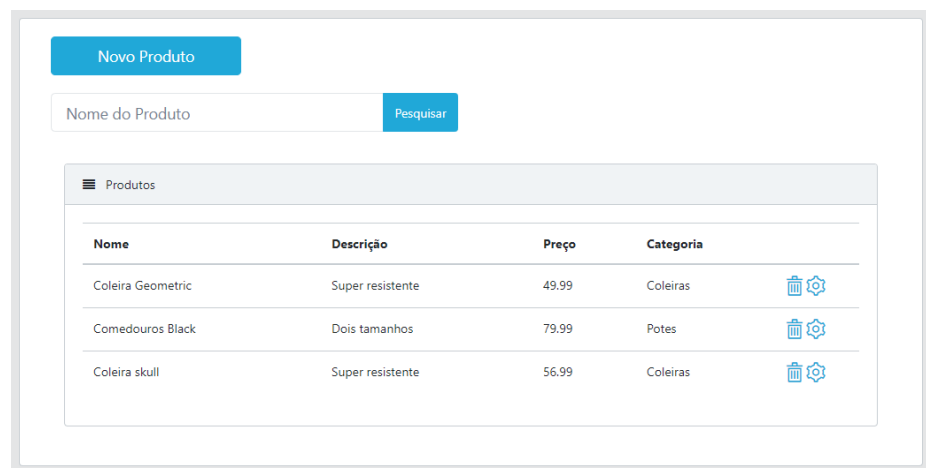 Novo Produto
Nome do Produto Pesquisar
Produtos
Nome Descrição Preço Categoria
Coleira Geometric Super resistente 49.99 Coleiras
Comedouros Black Dois tamanhos 79.99 Potes
Coleira skull Super resistente 56.99 Coleiras